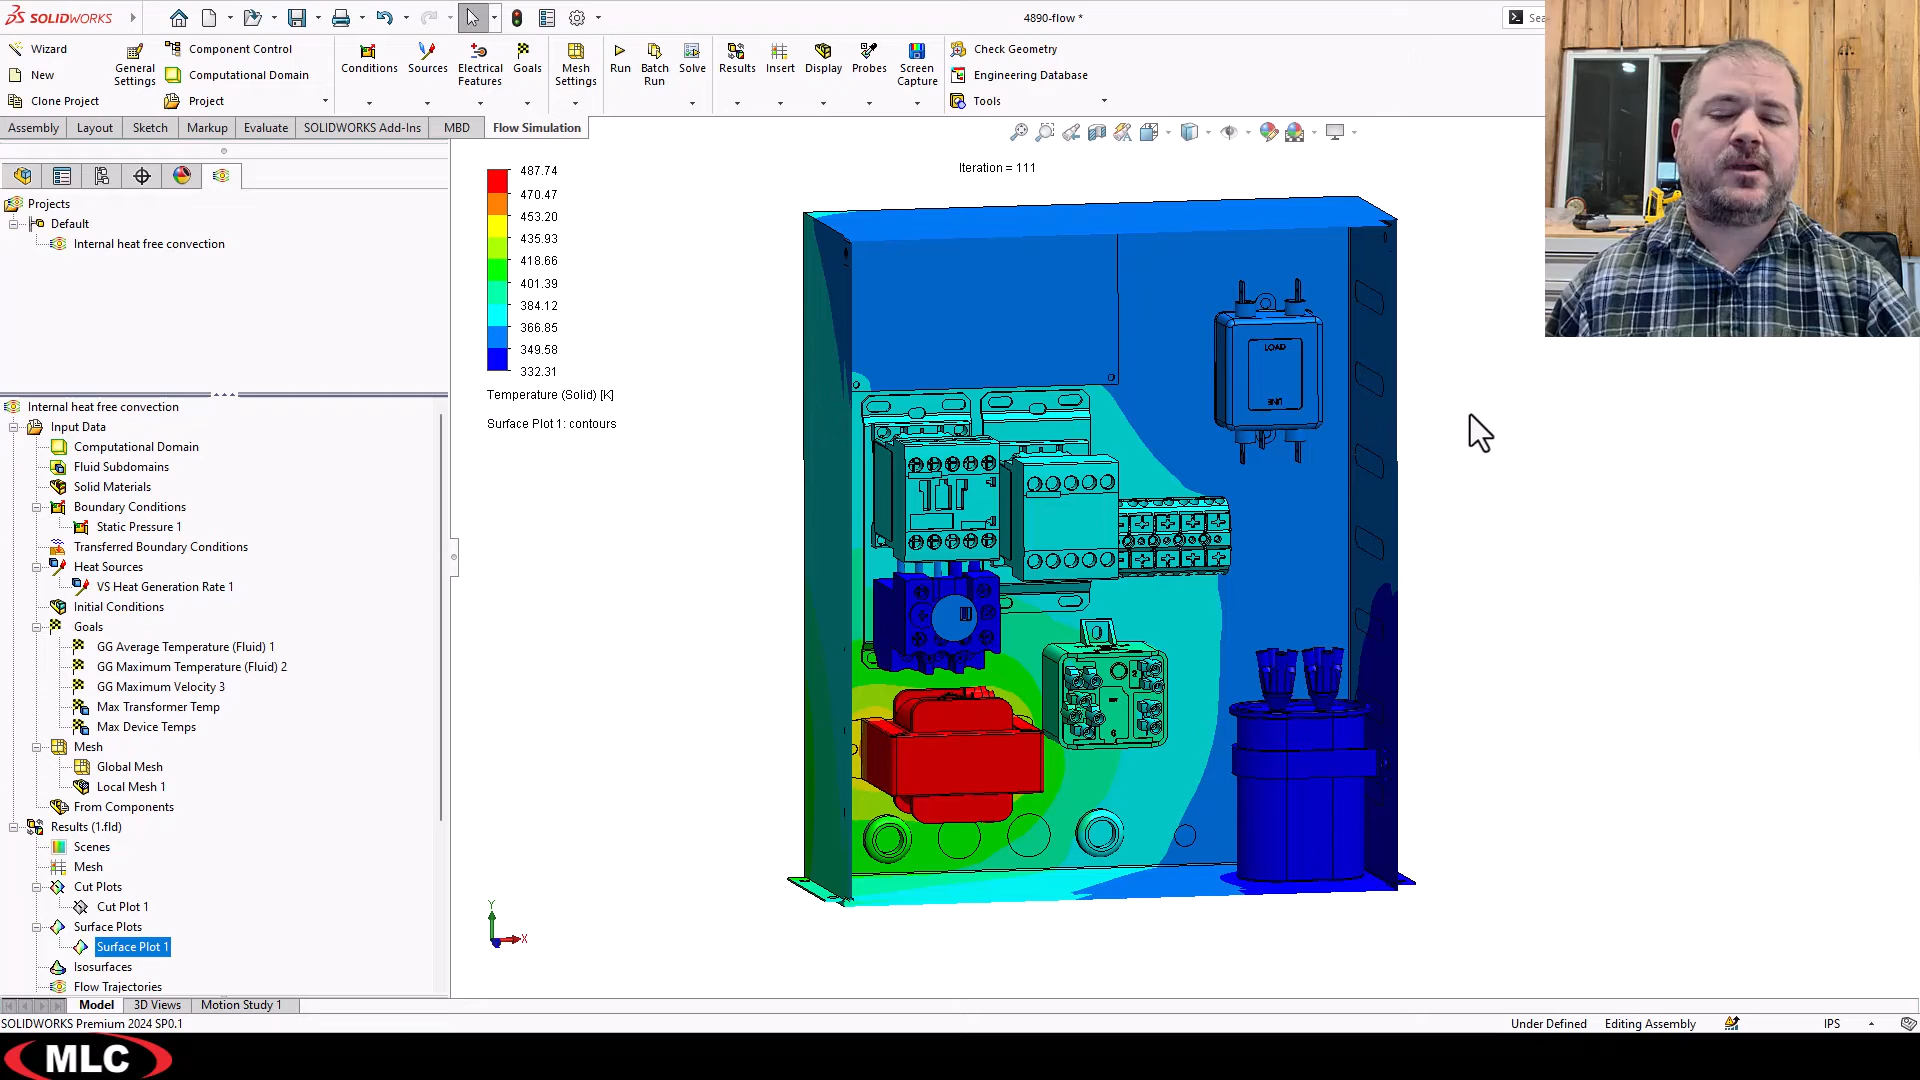 SOLIDWORKS
4890-flow *
Sea
Wizard
New
Clone Project
General Settings
Component Control
Computational Domain
Project
Conditions
Sources
Electrical Features
Goals
Mesh Settings
Run
Batch Run
Solve
Results
Insert
Display
Probes
Screen Capture
Check Geometry
Engineering Database
Tools
Assembly
Layout
Sketch
Markup
Evaluate
SOLIDWORKS Add-Ins
MBD
Flow Simulation
Projects
Default
Internal heat free convection
Internal heat free convection
Input Data
Computational Domain
Fluid Subdomains
Solid Materials
Boundary Conditions
Static Pressure 1
Transferred Boundary Conditions
Heat Sources
VS Heat Generation Rate 1
Initial Conditions
Goals
GG Average Temperature (Fluid) 1
GG Maximum Temperature (Fluid) 2
GG Maximum Velocity 3
Max Transformer Temp
Max Device Temps
Mesh
Global Mesh
Local Mesh 1
From Components
Results (1.fld)
Scenes
Mesh
Cut Plots
Cut Plot 1
Surface Plots
Surface Plot 1
Isosurfaces
Flow Trajectories
487.74
470.47
453.20
435.93
418.66
401.39
384.12
366.85
349.58
332.31
Temperature (Solid) [K]
Surface Plot 1: contours
Iteration = 111
LOAD
LINE
Y
X
Model
3D Views
Motion Study 1
SOLIDWORKS Premium 2024 SP0.1
Under Defined
Editing Assembly
IPS
MLC